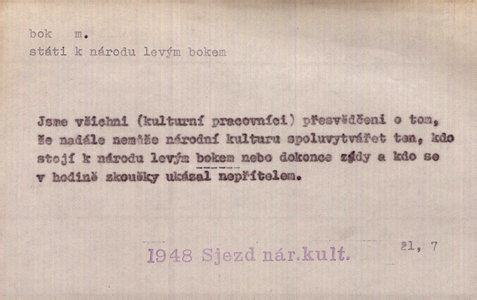 bok m.
státi k národu levým bokem
Jsme všichni (kulturní pracovníci) přesvědčeni o tom,
že nadále nemůže národní kulturu spoluvytvářet ten, kdo
stojí k národu levým bokem nebo dokonce zády a kdo se
v hodině zkoušky ukázal nepřítelem.
1948 Sjezd nár.kult. 21, 7